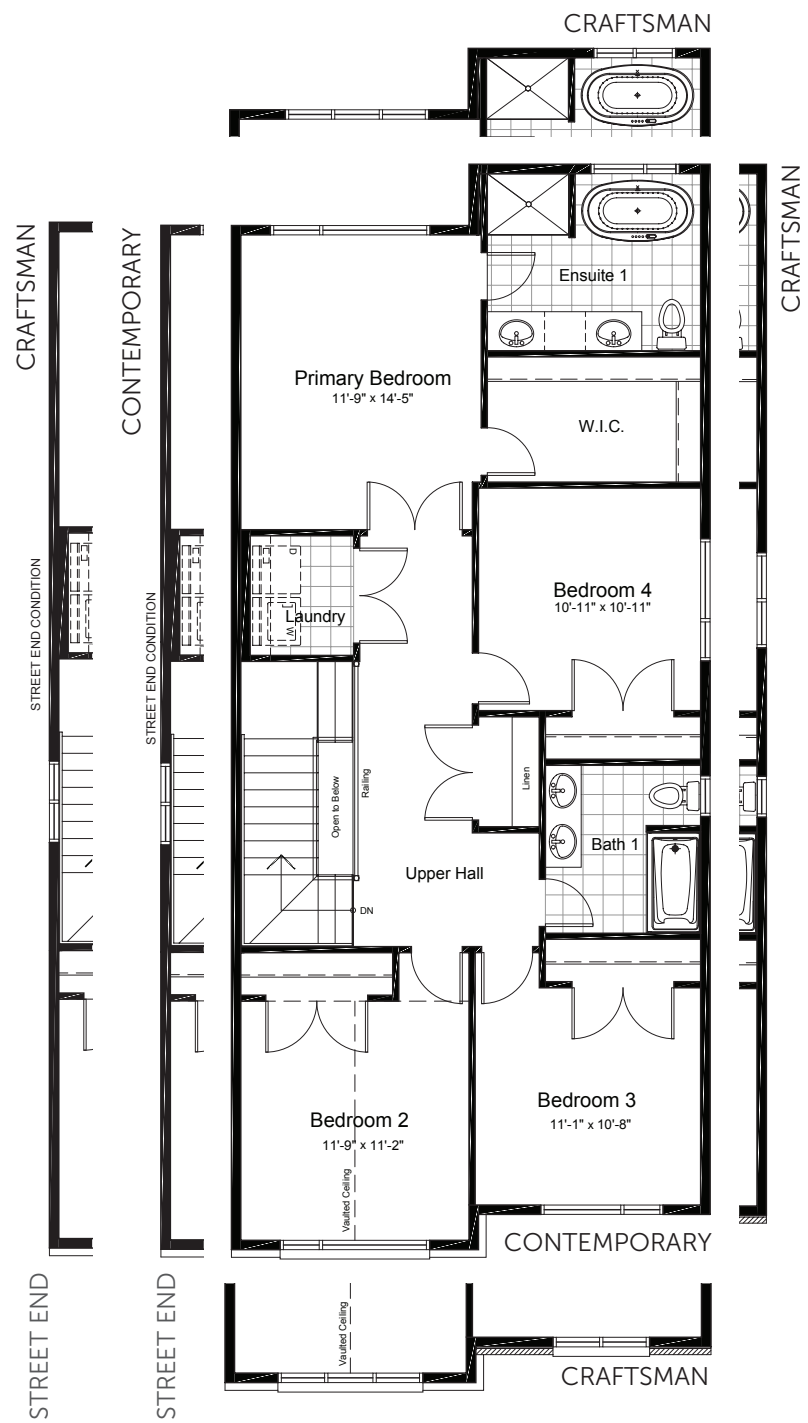 CRAFTSMAN
CRAFTSMAN
CONTEMPORARY
CRAFTSMAN
Ensuite 1
Primary Bedroom
11'-9" x 14'-5"
W.I.C.
STREET END CONDITION
STREET END CONDITION
D
Laundry
W
Bedroom 4
10'-11" x 10'-11"
Linen
Railing
Open to Below
Bath 1
Upper Hall
DN
Bedroom 2
11'-9" x 11'-2"
Bedroom 3
11'-1" x 10'-8"
Vaulted Ceiling
CONTEMPORARY
STREET END
STREET END
Vaulted Ceiling
CRAFTSMAN